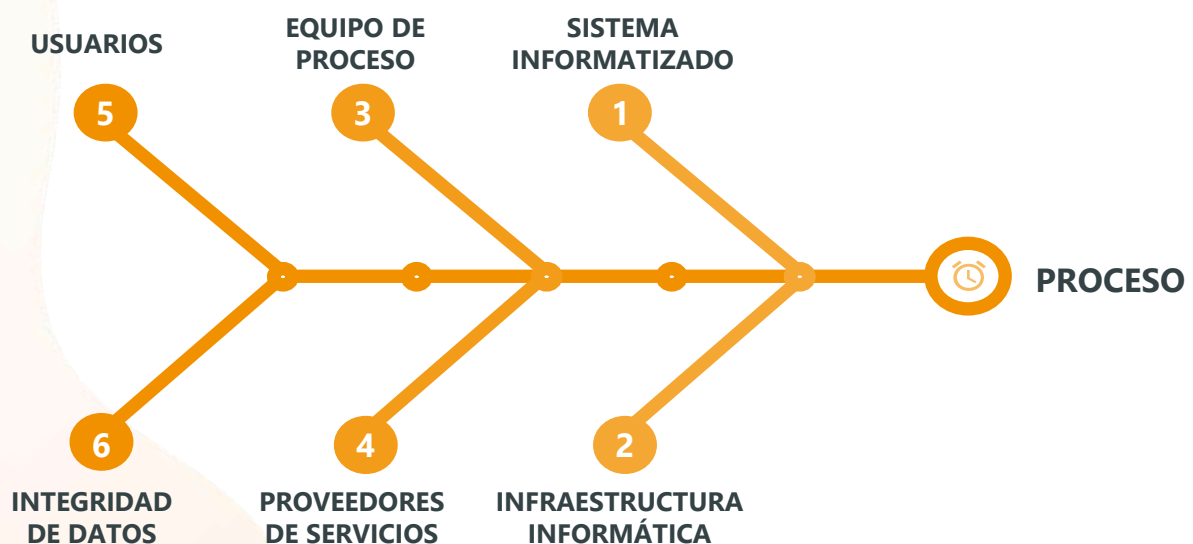 USUARIOS
EQUIPO DE
PROCESO
SISTEMA
INFORMATIZADO
5
3
1
PROCESO
6
4
2
INTEGRIDAD
DE DATOS
PROVEEDORES
DE SERVICIOS
INFRAESTRUCTURA
INFORMÁTICA